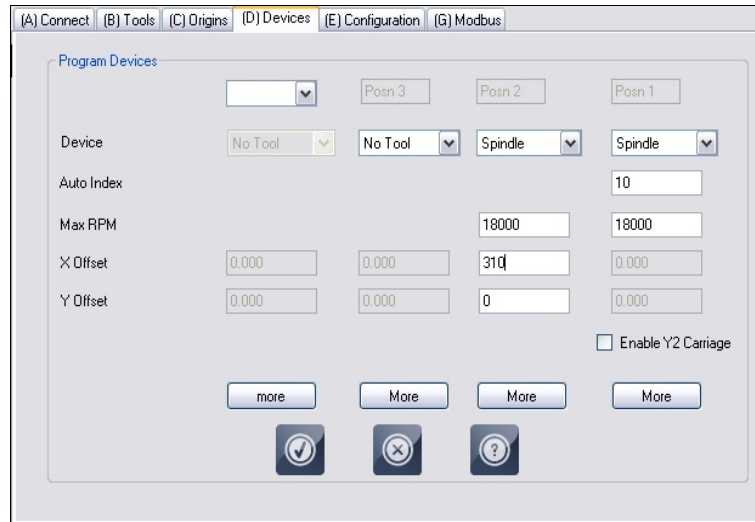 (A) Connect (B) Tools (C) Origins (D) Devices (E) Configuration (G) Modbus
Program Devices
Posn 3 Posn 2 Posn 1
Device No Tool No Tool Spindle Spindle
Auto Index 10
Max RPM 18000 18000
X Offset 0.000 0.000 310 0.000
Y Offset 0.000 0.000 0 0.000
Enable Y2 Carriage
more More More More
?